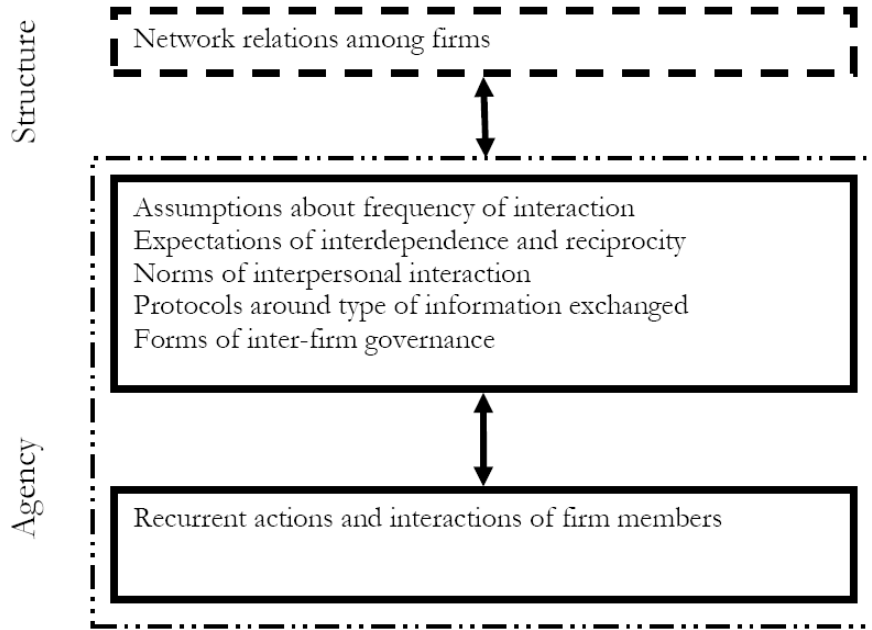 Structure
Network relations among firms
Assumptions about frequency of interaction
Expectations of interdependence and reciprocity
Norms of interpersonal interaction
Protocols around type of information exchanged
Forms of inter-firm governance
Agency
Recurrent actions and interactions of firm members